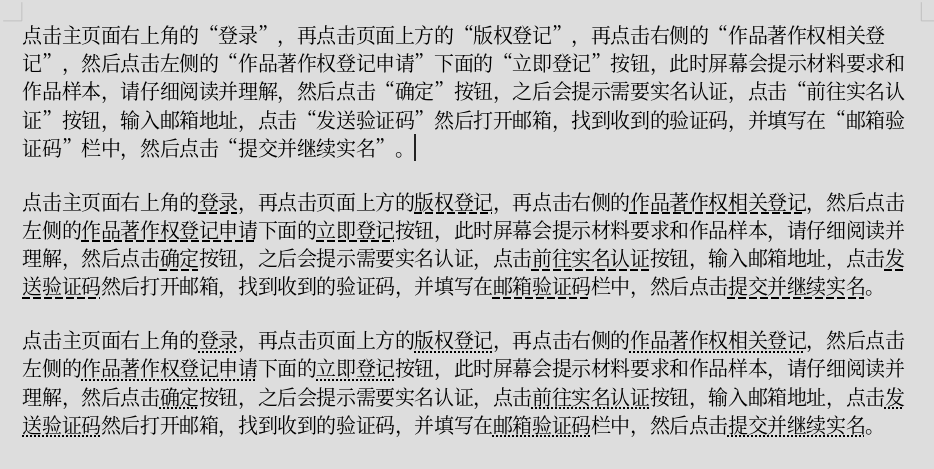 点击主页面右上角的“登录”，再点击页面上方的“版权登记”，再点击右侧的“作品著作权相关登
记”，然后点击左侧的“作品著作权登记申请”下面的“立即登记”按钮，此时屏幕会提示材料要求和
作品样本，请仔细阅读并理解，然后点击“确定”按钮，之后会提示需要实名认证，点击“前往实名认
证”按钮，输入邮箱地址，点击“发送验证码”然后打开邮箱，找到收到的验证码，并填写在“邮箱验
证码”栏中，然后点击“提交并继续实名”。
点击主页面右上角的登录，再点击页面上方的版权登记，再点击右侧的作品著作权相关登记，然后点击
左侧的作品著作权登记申请下面的立即登记按钮，此时屏幕会提示材料要求和作品样本，请仔细阅读并
理解，然后点击确定按钮，之后会提示需要实名认证，点击前往实名认证按钮，输入邮箱地址，点击发
送验证码然后打开邮箱，找到收到的验证码，并填写在邮箱验证码栏中，然后点击提交并继续实名。
点击主页面右上角的登录，再点击页面上方的版权登记，再点击右侧的作品著作权相关登记，然后点击
左侧的作品著作权登记申请下面的立即登记按钮，此时屏幕会提示材料要求和作品样本，请仔细阅读并
理解，然后点击确定按钮，之后会提示需要实名认证，点击前往实名认证按钮，输入邮箱地址，点击发
送验证码然后打开邮箱，找到收到的验证码，并填写在邮箱验证码栏中，然后点击提交并继续实名。